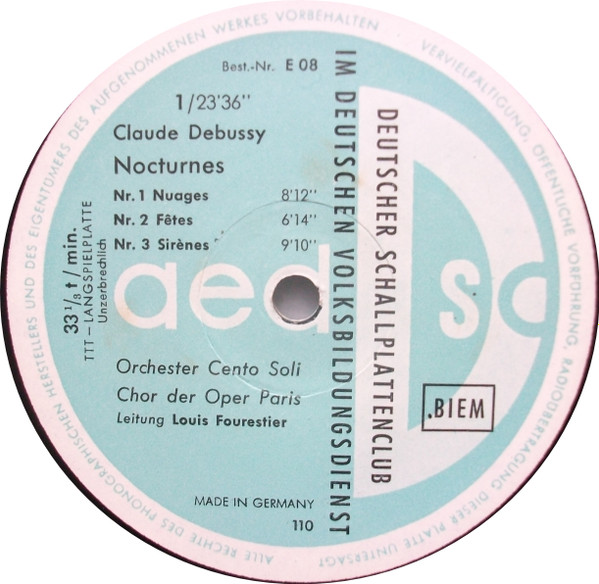 Best.-Nr. E 08
1/23'36''
Claude Debussy
Nocturnes
Nr. 1 Nuages 8'12''
Nr. 2 Fêtes 6'14''
Nr. 3 Sirènes 9'10''
33 1/3 t/min.
TTT – LANGSPIELPLATTE
Unzerbrechlich
aed sc
Orchester Cento Soli
Chor der Oper Paris
Leitung Louis Fourestier
MADE IN GERMANY
110
IM DEUTSCHEN VOLKSBILDUNGSDIENST
DEUTSCHER SCHALLPLATTENCLUB
.BIEM
ALLE RECHTE DES PHONOGRAPHISCHEN HERSTELLERS UND DES EIGENTÜMERS DES AUFGENOMMENEN WERKES VORBEHALTEN
VERVIELFÄLTIGUNG, ÖFFENTLICHE VORFÜHRUNG, RADIOÜBERTRAGUNG DIESER PLATTE UNTERSAGT